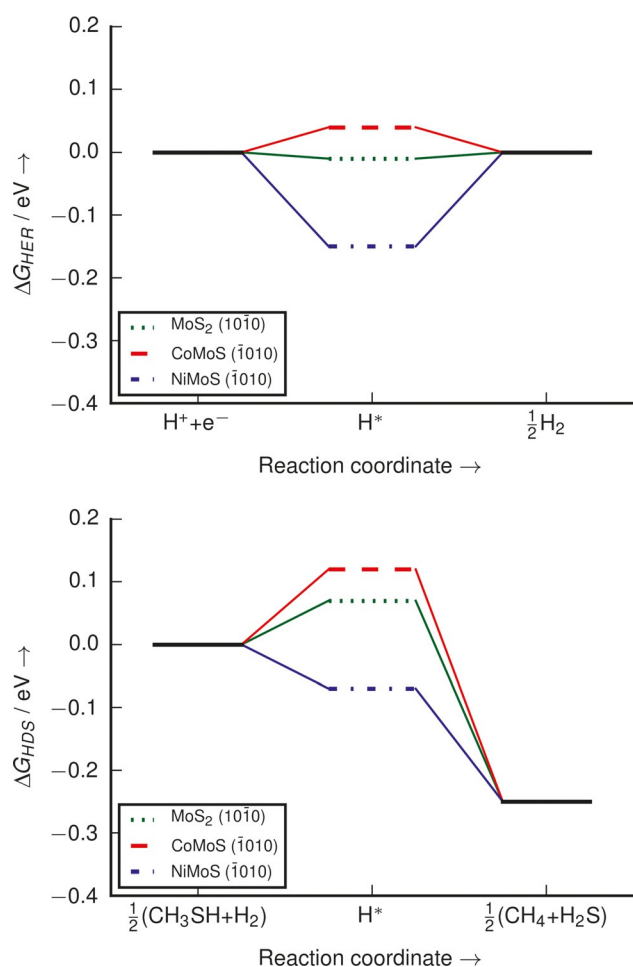 0.2
0.1
0.0
−0.1
−0.2
−0.3
−0.4
ΔG_HER / eV →
MoS₂ (101̄0)
CoMoS (1̄010)
NiMoS (1̄010)
H⁺+e⁻
H*
½H₂
Reaction coordinate →
0.2
0.1
0.0
−0.1
−0.2
−0.3
−0.4
ΔG_HDS / eV →
MoS₂ (101̄0)
CoMoS (1̄010)
NiMoS (1̄010)
½(CH₃SH+H₂)
H*
½(CH₄+H₂S)
Reaction coordinate →